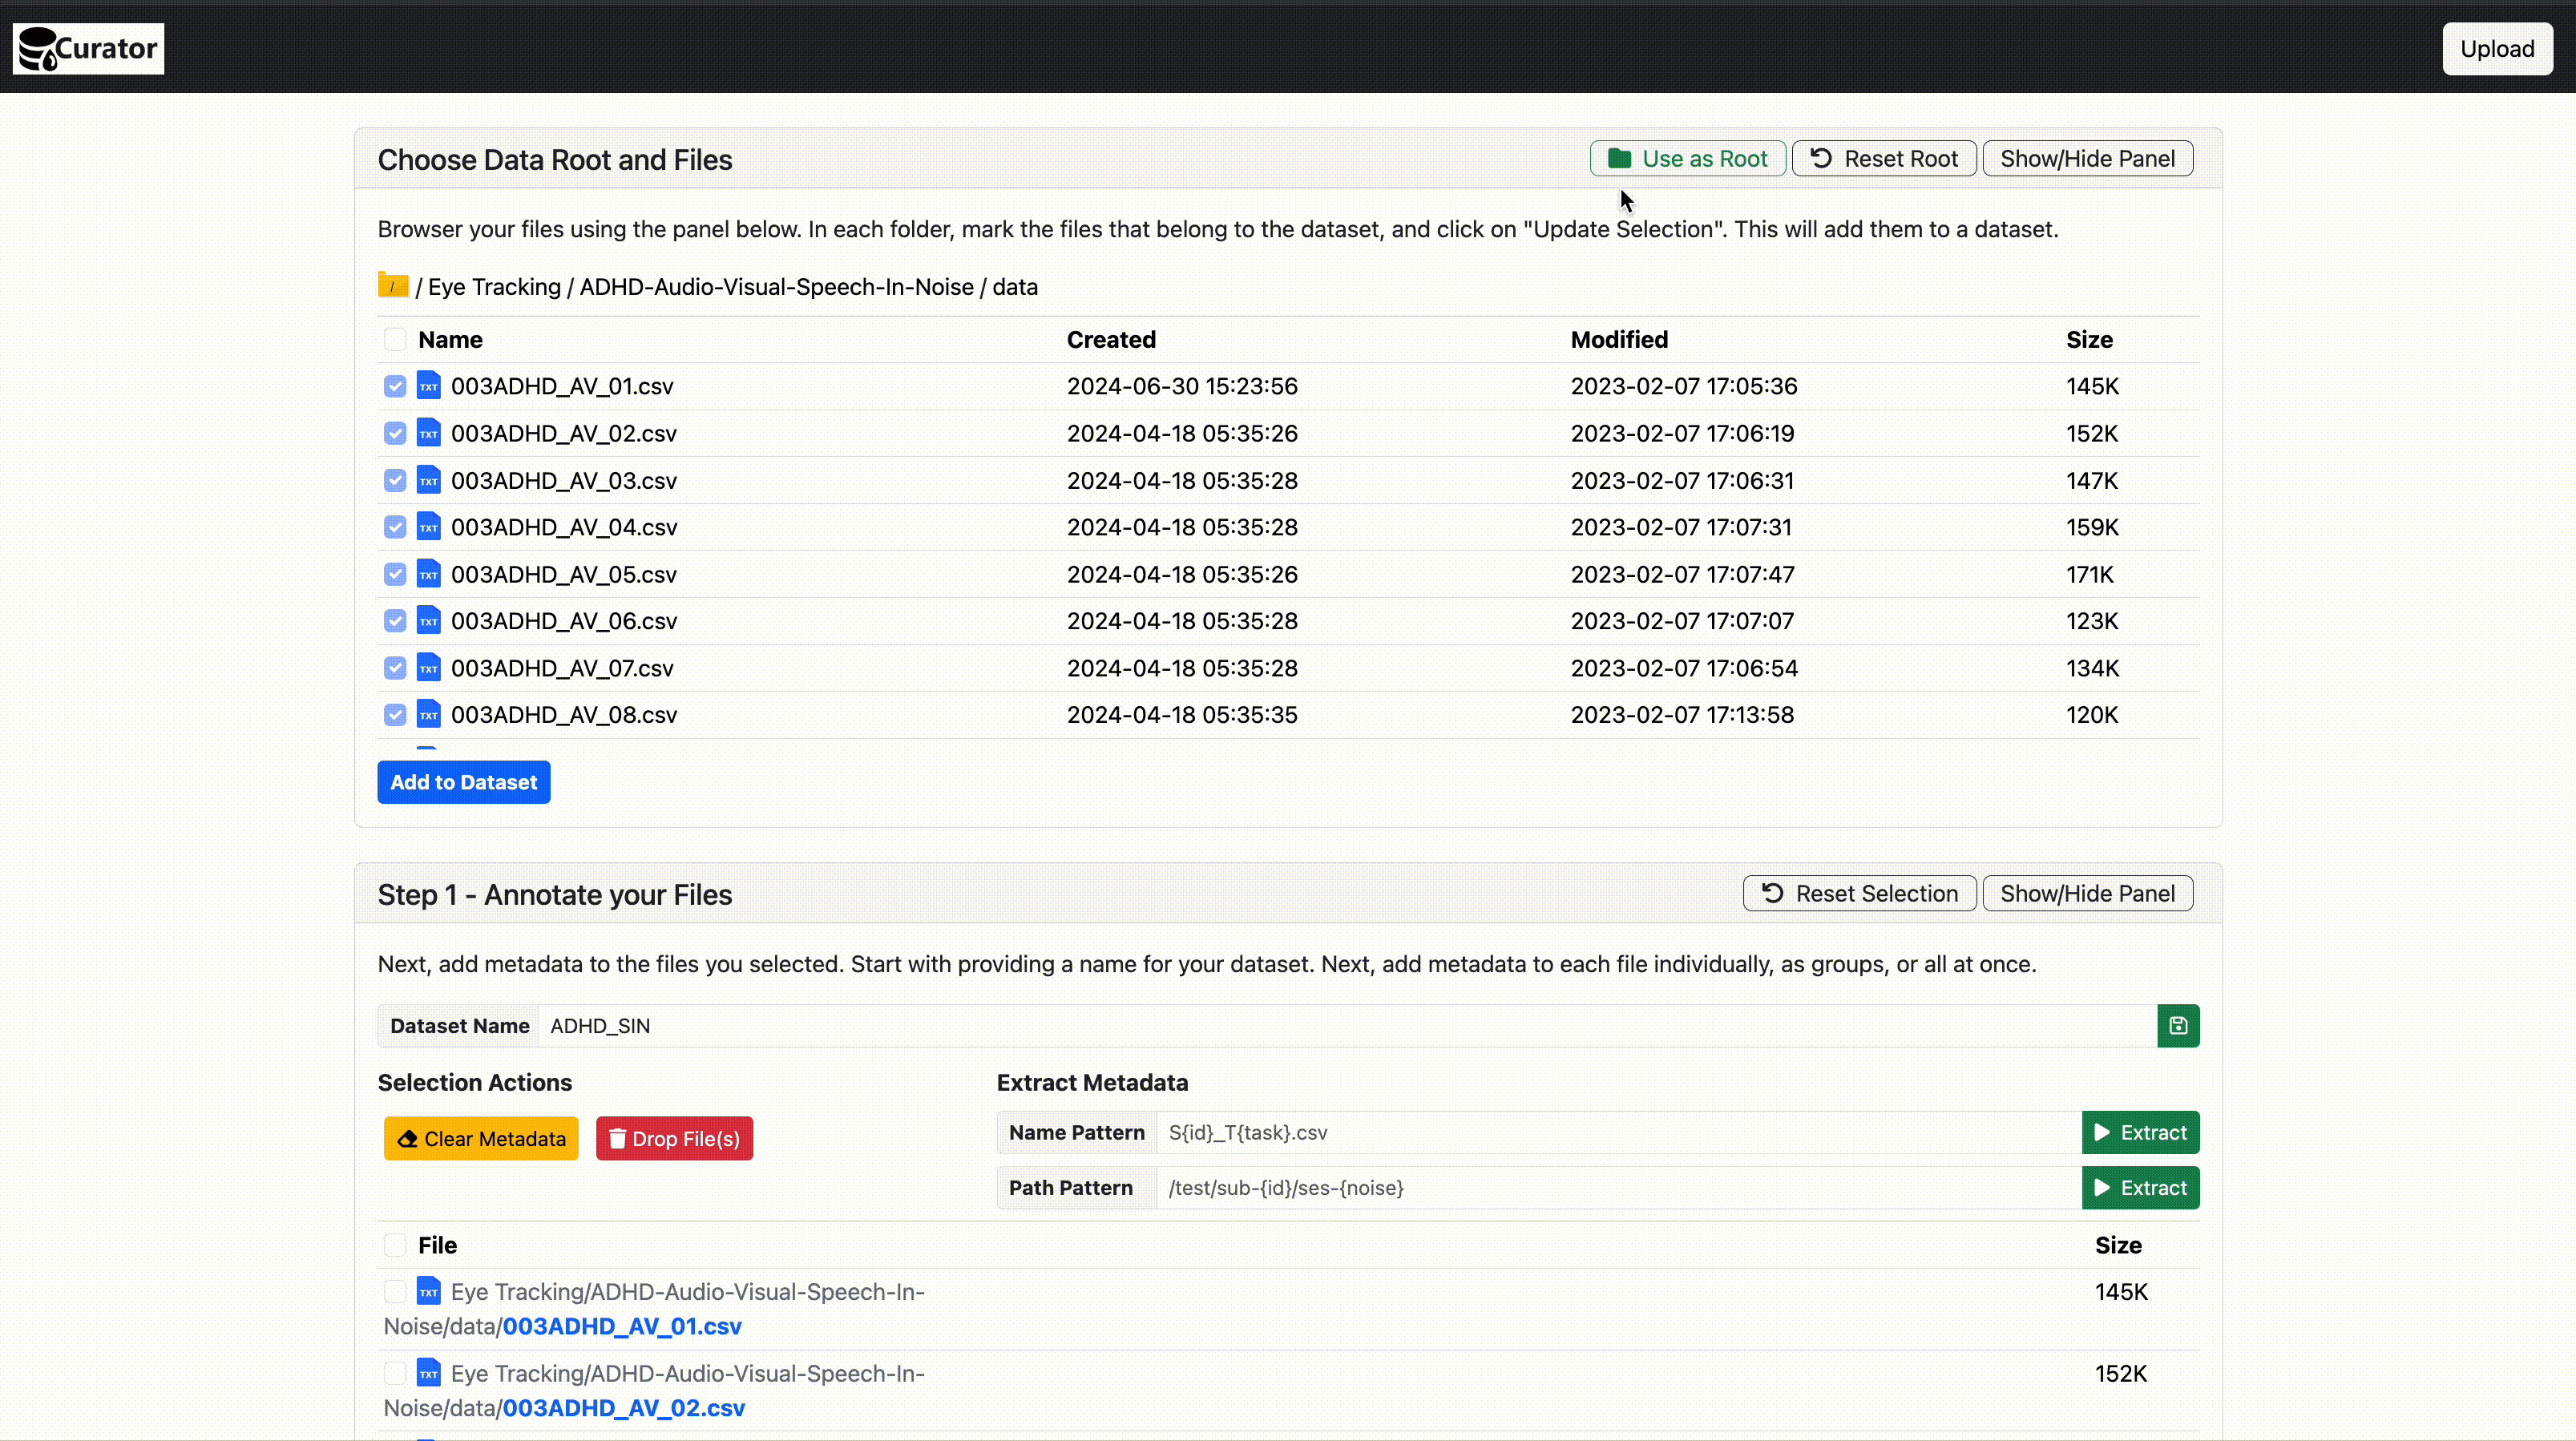 Curator
Upload
Choose Data Root and Files
Use as Root
Reset Root
Show/Hide Panel
Browser your files using the panel below. In each folder, mark the files that belong to the dataset, and click on "Update Selection". This will add them to a dataset.
/ / Eye Tracking / ADHD-Audio-Visual-Speech-In-Noise / data
Name Created Modified Size
TXT 003ADHD_AV_01.csv 2024-06-30 15:23:56 2023-02-07 17:05:36 145K
TXT 003ADHD_AV_02.csv 2024-04-18 05:35:26 2023-02-07 17:06:19 152K
TXT 003ADHD_AV_03.csv 2024-04-18 05:35:28 2023-02-07 17:06:31 147K
TXT 003ADHD_AV_04.csv 2024-04-18 05:35:28 2023-02-07 17:07:31 159K
TXT 003ADHD_AV_05.csv 2024-04-18 05:35:26 2023-02-07 17:07:47 171K
TXT 003ADHD_AV_06.csv 2024-04-18 05:35:28 2023-02-07 17:07:07 123K
TXT 003ADHD_AV_07.csv 2024-04-18 05:35:28 2023-02-07 17:06:54 134K
TXT 003ADHD_AV_08.csv 2024-04-18 05:35:35 2023-02-07 17:13:58 120K
Add to Dataset
Step 1 - Annotate your Files
Reset Selection
Show/Hide Panel
Next, add metadata to the files you selected. Start with providing a name for your dataset. Next, add metadata to each file individually, as groups, or all at once.
Dataset Name ADHD_SIN
Selection Actions
Clear Metadata
Drop File(s)
Extract Metadata
Name Pattern S{id}_T{task}.csv Extract
Path Pattern /test/sub-{id}/ses-{noise} Extract
File Size
TXT Eye Tracking/ADHD-Audio-Visual-Speech-In- 145K
Noise/data/003ADHD_AV_01.csv
TXT Eye Tracking/ADHD-Audio-Visual-Speech-In- 152K
Noise/data/003ADHD_AV_02.csv